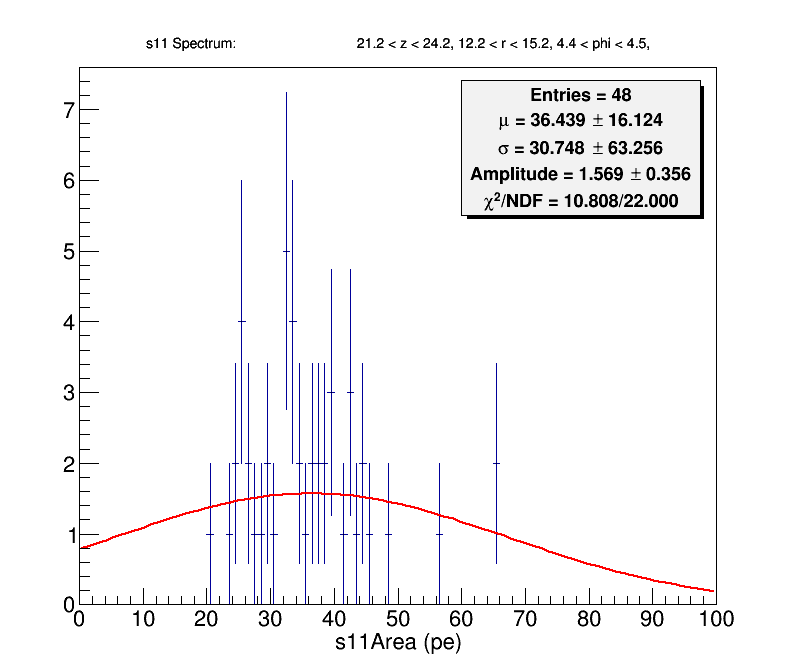 s11 Spectrum: 21.2 < z < 24.2, 12.2 < r < 15.2, 4.4 < phi < 4.5,
Entries = 48
μ = 36.439 ± 16.124
σ = 30.748 ± 63.256
Amplitude = 1.569 ± 0.356
χ²/NDF = 10.808/22.000
7
6
5
4
3
2
1
0
0 10 20 30 40 50 60 70 80 90 100
s11Area (pe)